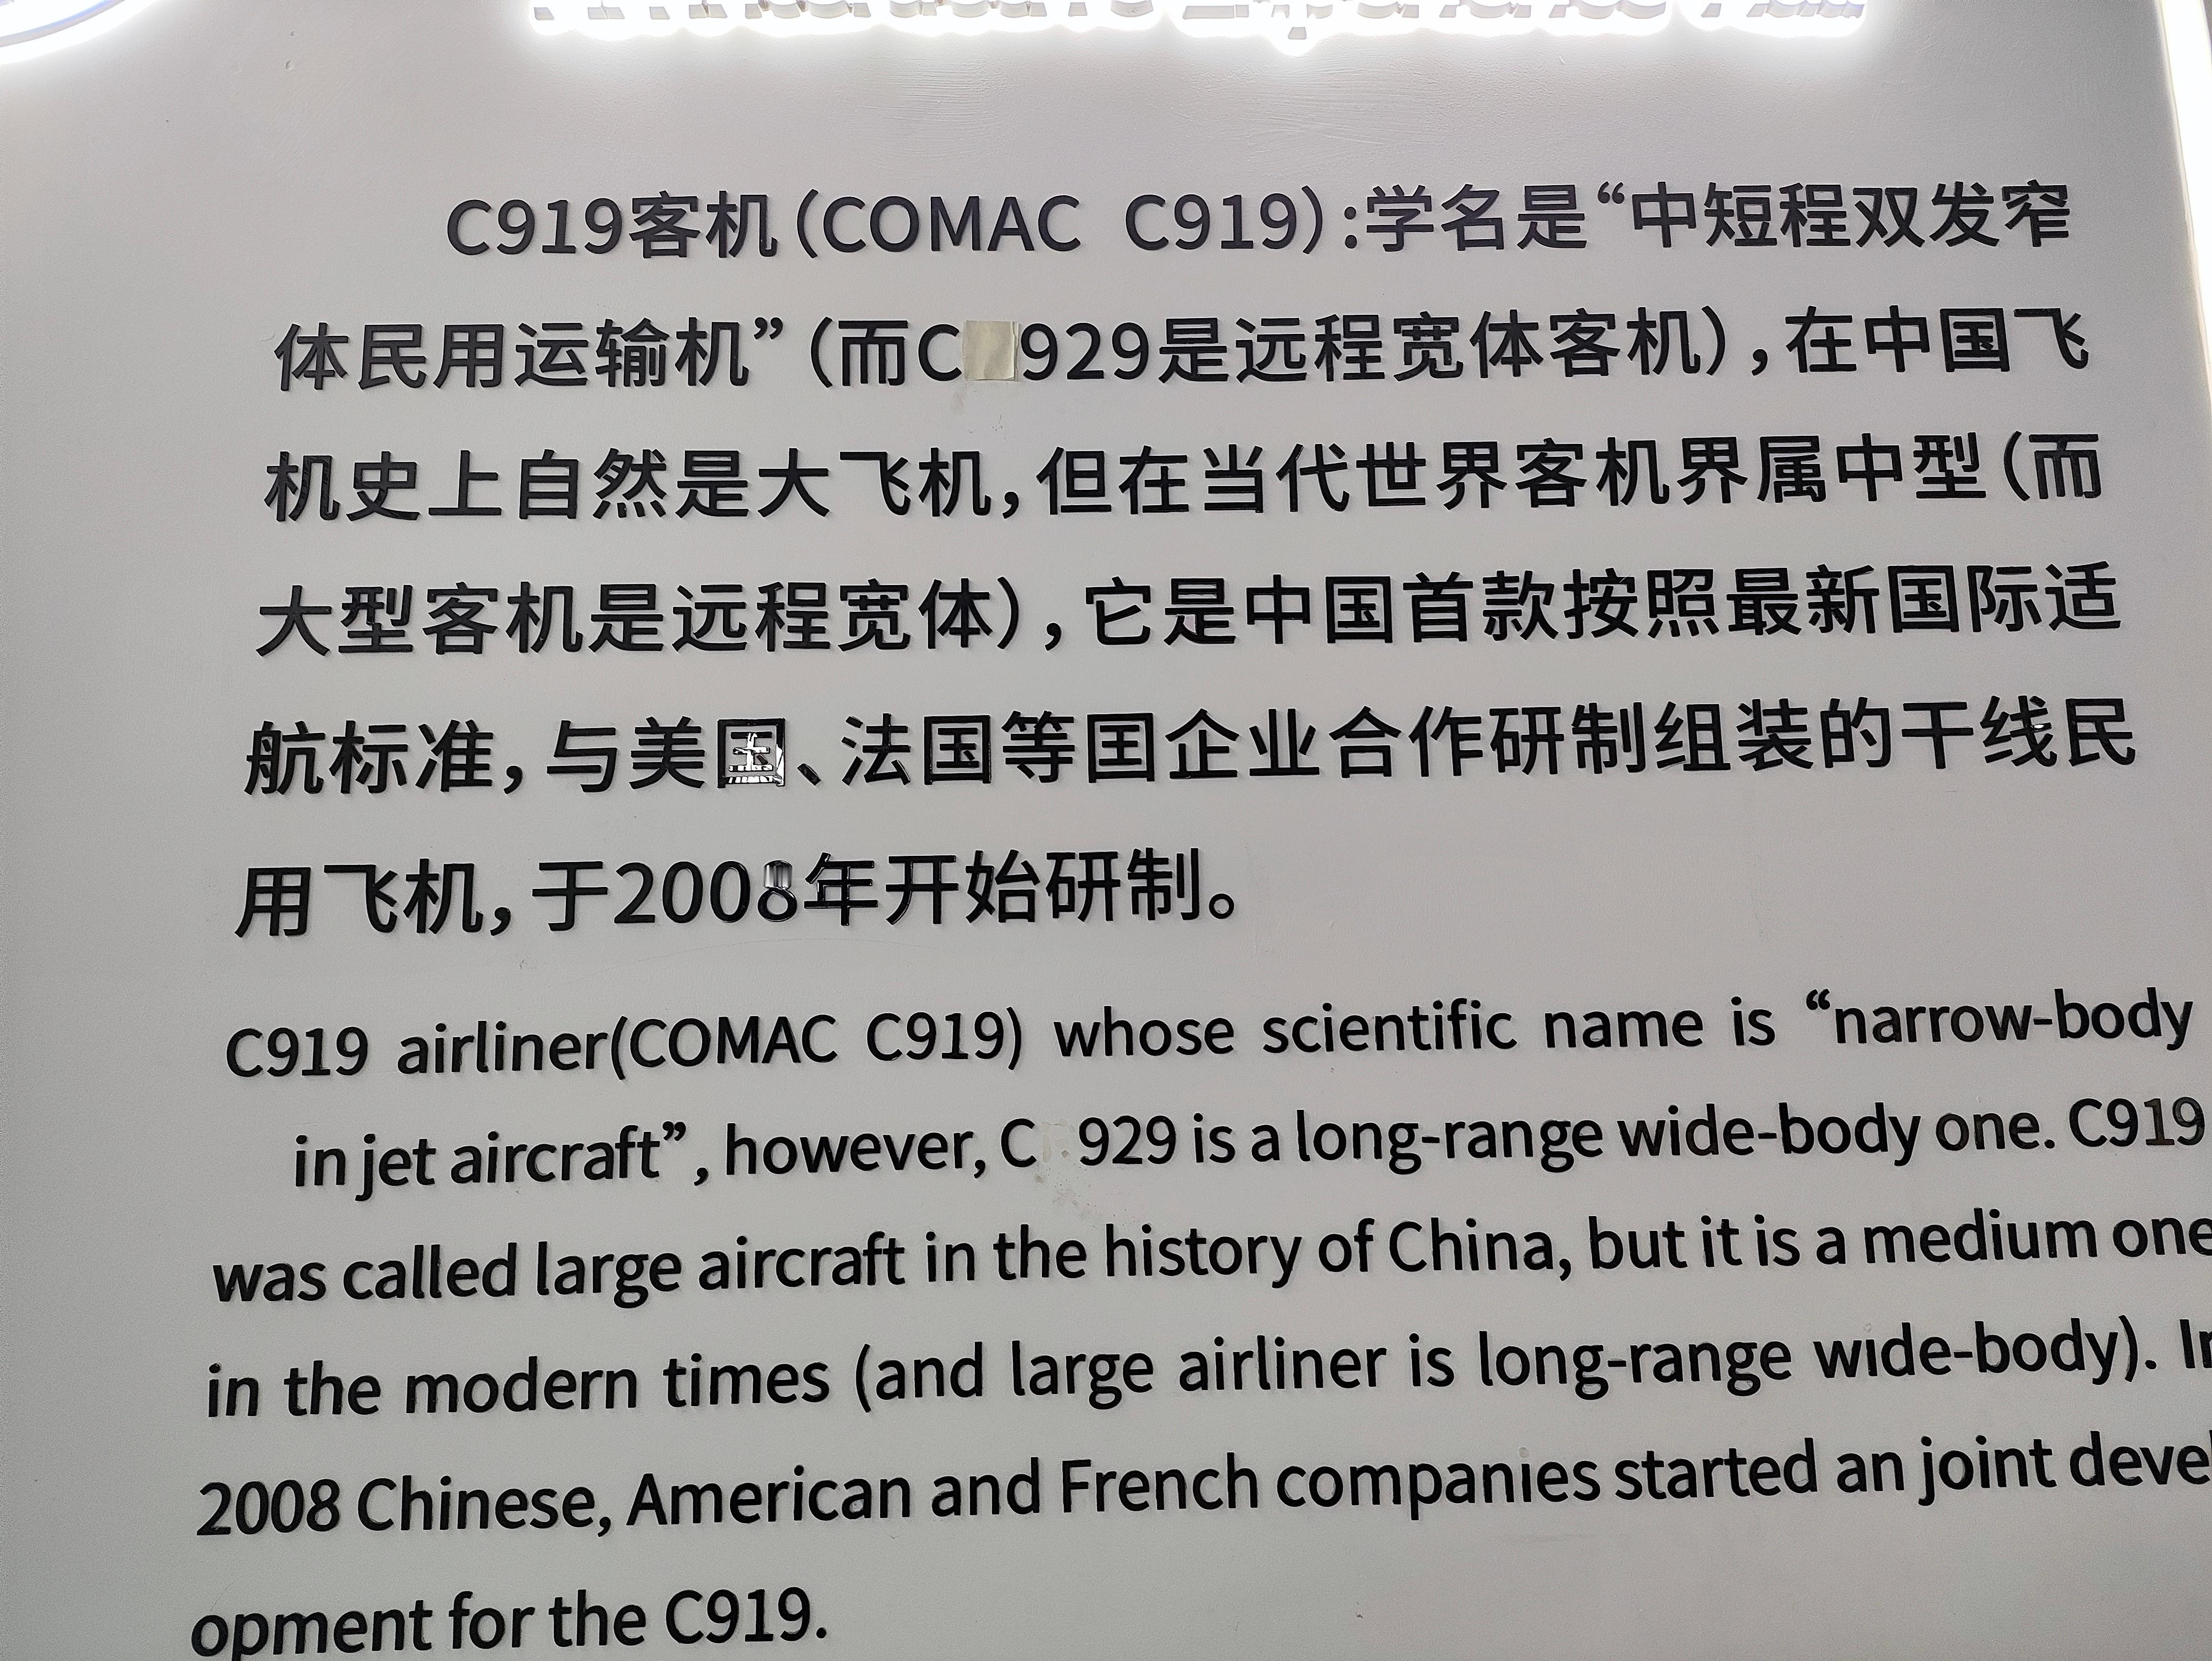 C919客机(COMAC C919):学名是“中短程双发窄
体民用运输机”(而C 929是远程宽体客机),在中国飞
机史上自然是大飞机,但在当代世界客机界属中型(而
大型客机是远程宽体),它是中国首款按照最新国际适
航标准,与美国、法国等国企业合作研制组装的干线民
用飞机,于2008年开始研制。
C919 airliner(COMAC C919) whose scientific name is “narrow-body
in jet aircraft”, however, C 929 is a long-range wide-body one. C919
was called large aircraft in the history of China, but it is a medium one
in the modern times (and large airliner is long-range wide-body). In
2008 Chinese, American and French companies started an joint devel
opment for the C919.